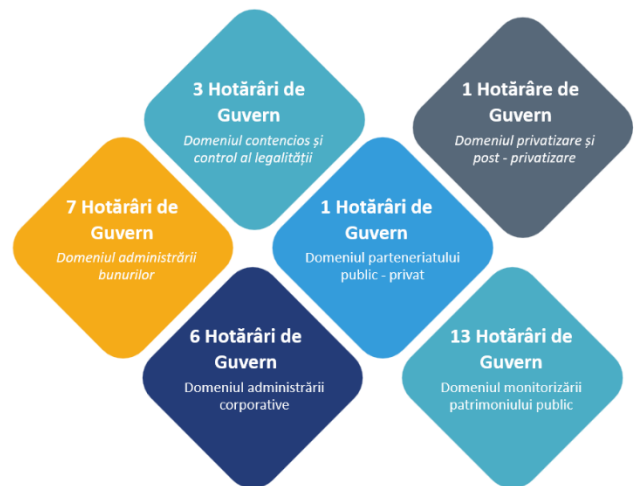 3 Hotărâri de
Guvern
Domeniul contencios și
control al legalității
1 Hotărâre de
Guvern
Domeniul privatizare și
post - privatizare
7 Hotărâri de
Guvern
Domeniul administrării
bunurilor
1 Hotărâri de
Guvern
Domeniul parteneriatului
public - privat
6 Hotărâri de
Guvern
Domeniul administrării
corporative
13 Hotărâri de
Guvern
Domeniul monitorizării
patrimoniului public